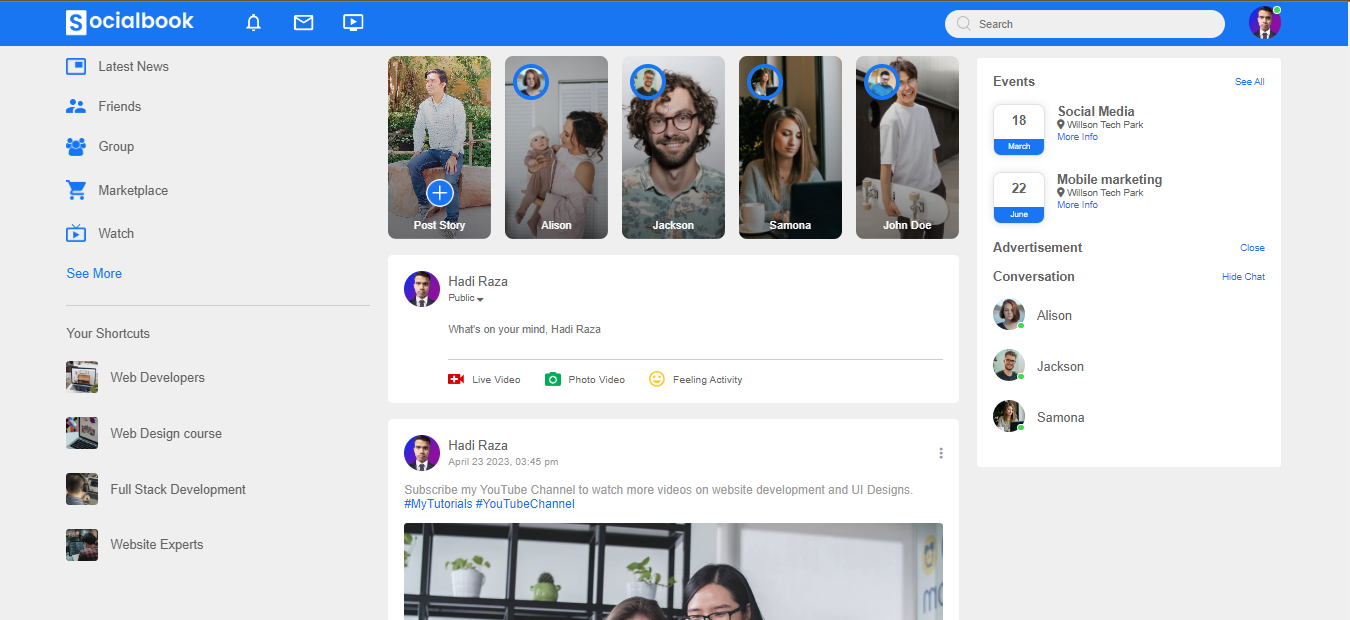 Socialbook
Search
Latest News
Friends
Group
Marketplace
Watch
See More
Your Shortcuts
Web Developers
Web Design course
Full Stack Development
Website Experts
Post Story
Alison
Jackson
Samona
John Doe
Hadi Raza
Public
What's on your mind, Hadi Raza
Live Video
Photo Video
Feeling Activity
Hadi Raza
April 23 2023, 03:45 pm
Subscribe my YouTube Channel to watch more videos on website development and UI Designs.
#MyTutorials #YouTubeChannel
Events
See All
18
March
Social Media
Willson Tech Park
More Info
22
June
Mobile marketing
Willson Tech Park
More Info
Advertisement
Close
Conversation
Hide Chat
Alison
Jackson
Samona